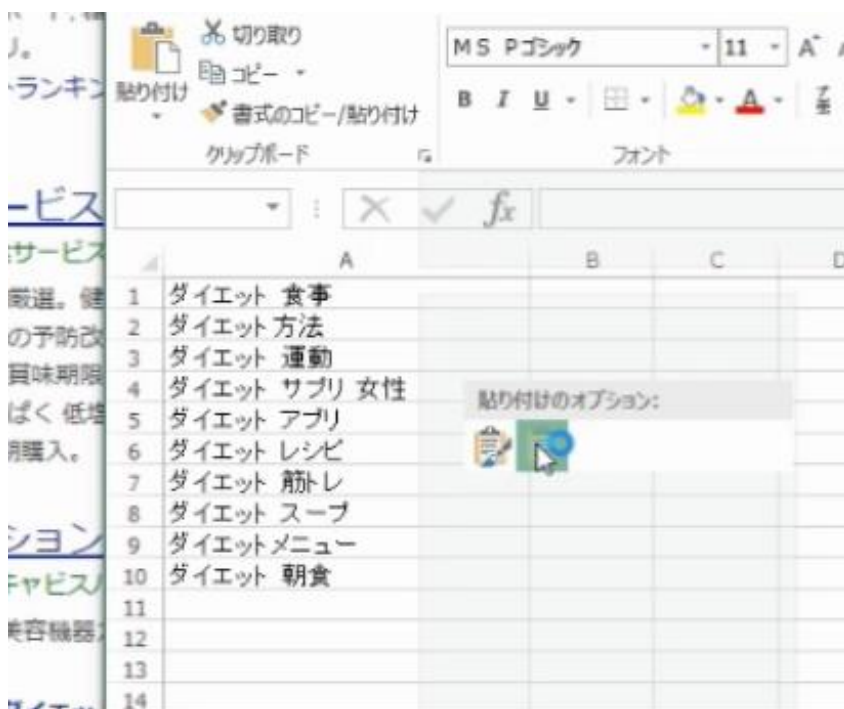 切り取り
コピー
貼り付け
書式のコピー/貼り付け
クリップボード
MS Pゴシック
11
A
B I U
A
フォント
fx
A B C D
1 ダイエット 食事
2 ダイエット 方法
3 ダイエット 運動
4 ダイエット サプリ 女性
5 ダイエット アプリ
6 ダイエット レシピ
7 ダイエット 筋トレ
8 ダイエット スープ
9 ダイエットメニュー
10 ダイエット 朝食
11
12
13
14
貼り付けのオプション:
り。
ランキン
ービス
サービス
厳選。健
の予防改
賞味期限
ぱく 低塩
購入。
ション
キャビス
美容機器